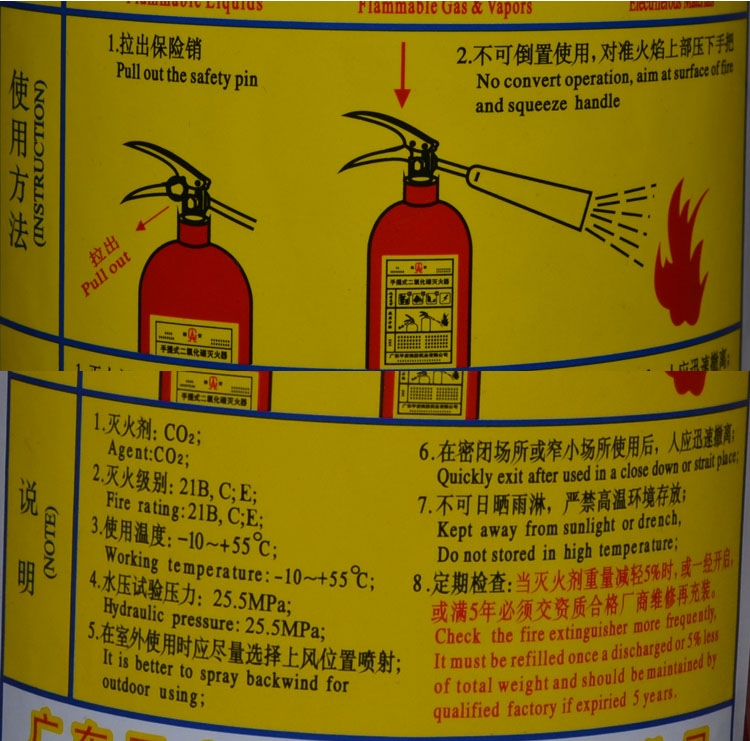 Flammable Liquids
Flammable Gas & Vapors
使用方法
(INSTRUCTION)
1.拉出保险销
Pull out the safety pin
2.不可倒置使用，对准火焰上部压下手把
No convert operation, aim at surface of fire
and squeeze handle
拉出
Pull out
手提式二氧化碳灭火器
手提式二氧化碳灭火器
说明
(NOTE)
1.灭火剂: CO2;
Agent:CO2;
2.灭火级别: 21B, C;E;
Fire rating:21B, C;E;
3.使用温度: -10～+55℃;
Working temperature: -10～+55℃;
4.水压试验压力: 25.5MPa;
Hydraulic pressure: 25.5MPa;
5.在室外使用时应尽量选择上风位置喷射;
It is better to spray backwind for
outdoor using;
6.在密闭场所或窄小场所使用后，人应迅速撤离;
Quickly exit after used in a close down or strait place;
7.不可日晒雨淋，严禁高温环境存放;
Kept away from sunlight or drench,
Do not stored in high temperature;
8.定期检查: 当灭火剂重量减轻5%时, 或一经开启,
或满5年必须交资质合格厂商维修再充装。
Check the fire extinguisher more frequently,
It must be refilled once a discharged or 5% less
of total weight and should be maintained by
qualified factory if expiried 5 years.